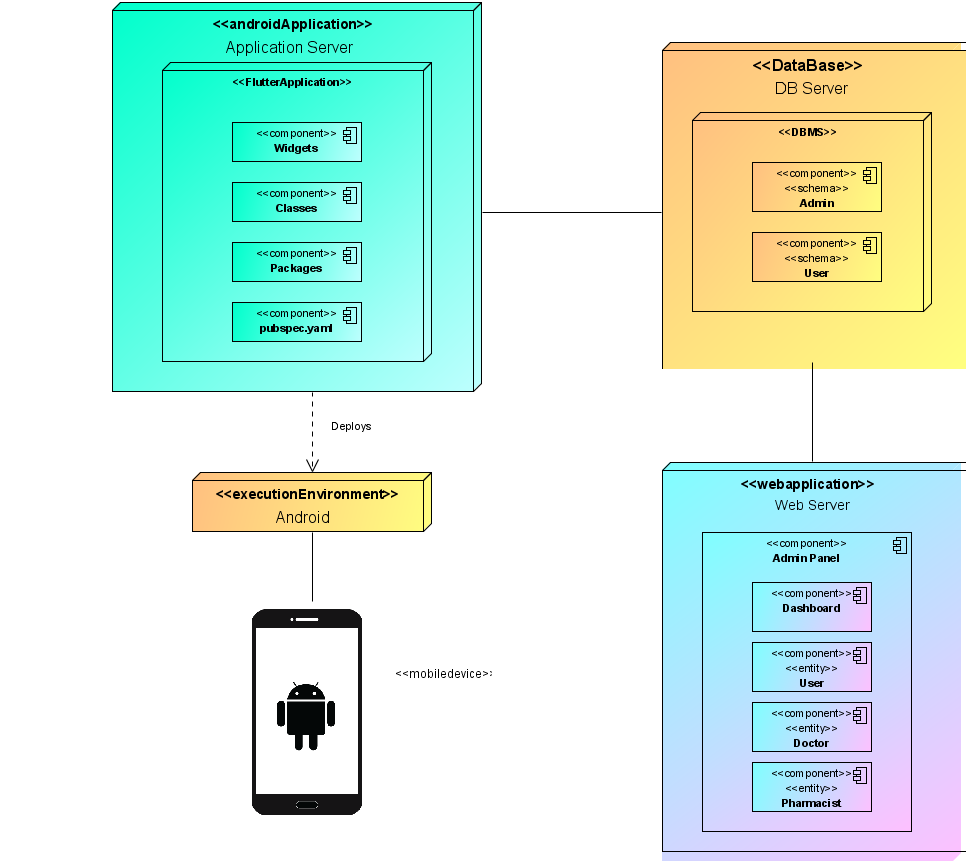 <<androidApplication>>
Application Server
<<FlutterApplication>>
<<component>>
Widgets
<<component>>
Classes
<<component>>
Packages
<<component>>
pubspec.yaml
<<DataBase>>
DB Server
<<DBMS>>
<<component>>
<<schema>>
Admin
<<component>>
<<schema>>
User
Deploys
<<executionEnvironment>>
Android
<<mobiledevice>>
<<webapplication>>
Web Server
<<component>>
Admin Panel
<<component>>
Dashboard
<<component>>
<<entity>>
User
<<component>>
<<entity>>
Doctor
<<component>>
<<entity>>
Pharmacist